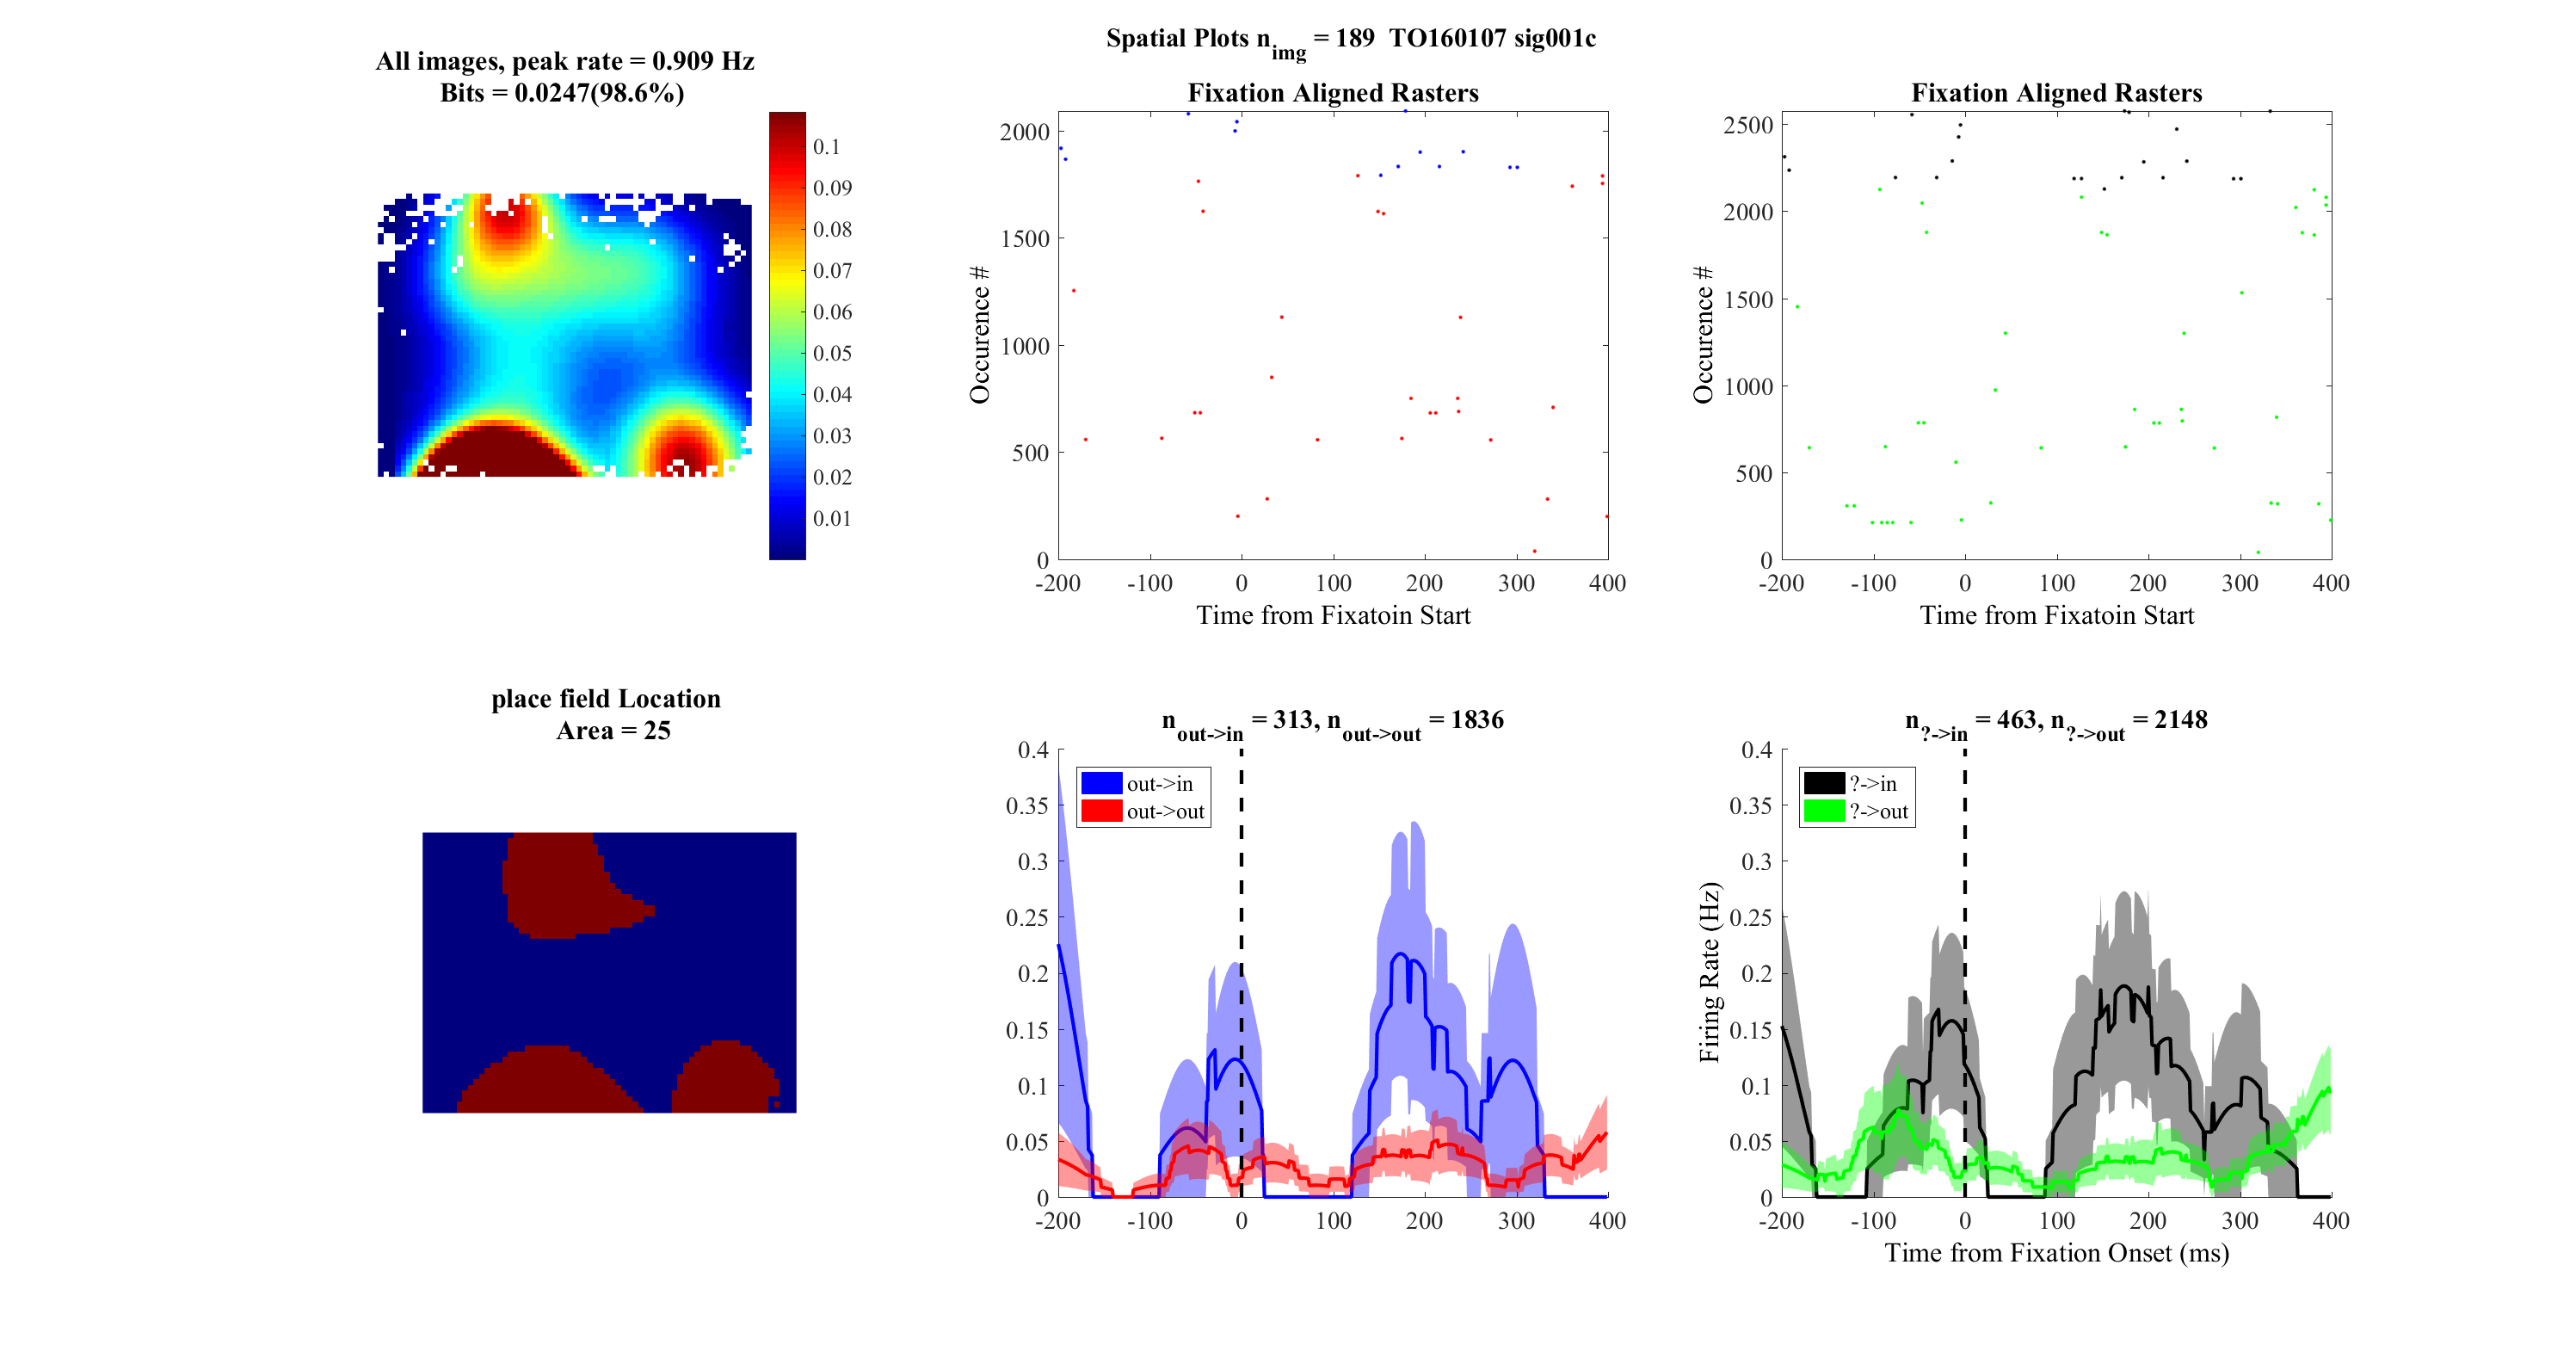 Spatial Plots n_img = 189 TO160107 sig001c
All images, peak rate = 0.909 Hz
Bits = 0.0247(98.6%)
0.1
0.09
0.08
0.07
0.06
0.05
0.04
0.03
0.02
0.01
Fixation Aligned Rasters
Occurence #
2000
1500
1000
500
0
-200 -100 0 100 200 300 400
Time from Fixatoin Start
Fixation Aligned Rasters
Occurence #
2500
2000
1500
1000
500
0
-200 -100 0 100 200 300 400
Time from Fixatoin Start
place field Location
Area = 25
n_out->in = 313, n_out->out = 1836
0.4
0.35
0.3
0.25
0.2
0.15
0.1
0.05
0
out->in
out->out
-200 -100 0 100 200 300 400
n_?->in = 463, n_?->out = 2148
Firing Rate (Hz)
0.4
0.35
0.3
0.25
0.2
0.15
0.1
0.05
0
?->in
?->out
-200 -100 0 100 200 300 400
Time from Fixation Onset (ms)